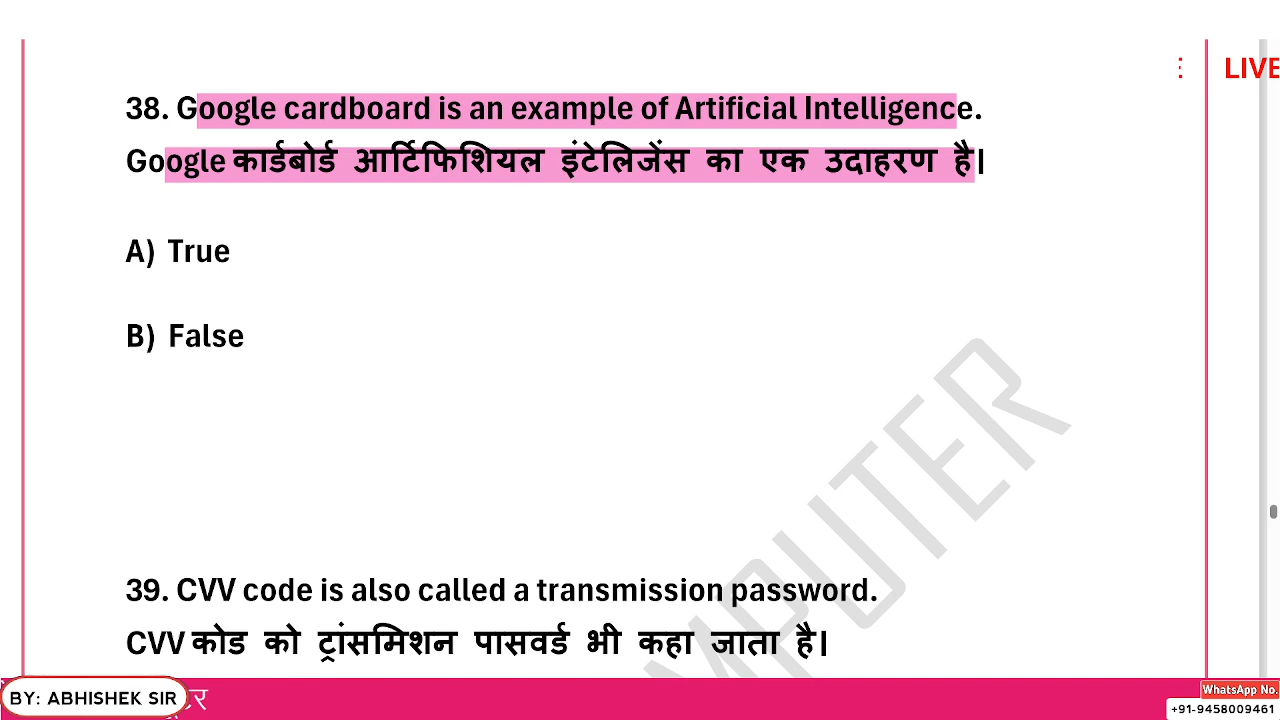 LIVE
38. Google cardboard is an example of Artificial Intelligence.
Google कार्डबोर्ड आर्टिफिशियल इंटेलिजेंस का एक उदाहरण है।
A) True
B) False
39. CVV code is also called a transmission password.
CVV कोड को ट्रांसमिशन पासवर्ड भी कहा जाता है।
BY: ABHISHEK SIR
WhatsApp No.
+91-9458009461